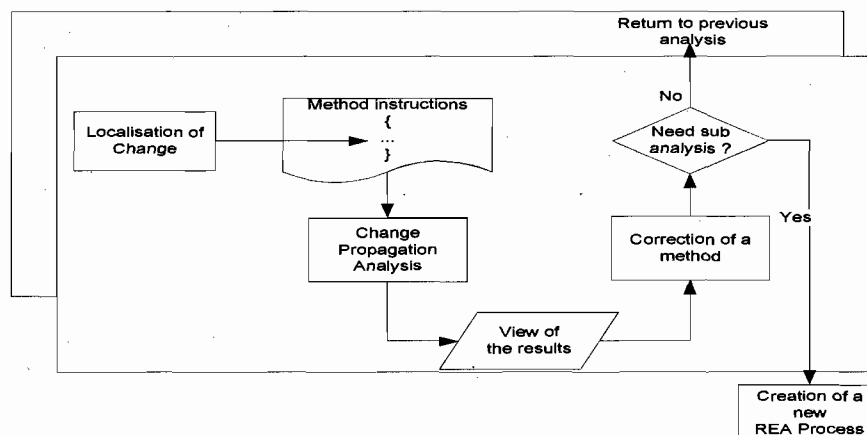 Return to previous
analysis
Method instructions
{
...
}
Localisation of
Change
No
Need sub
analysis ?
Yes
Change
Propagation
Analysis
Correction of a
method
View of
the results
Creation of a
new
REA Process